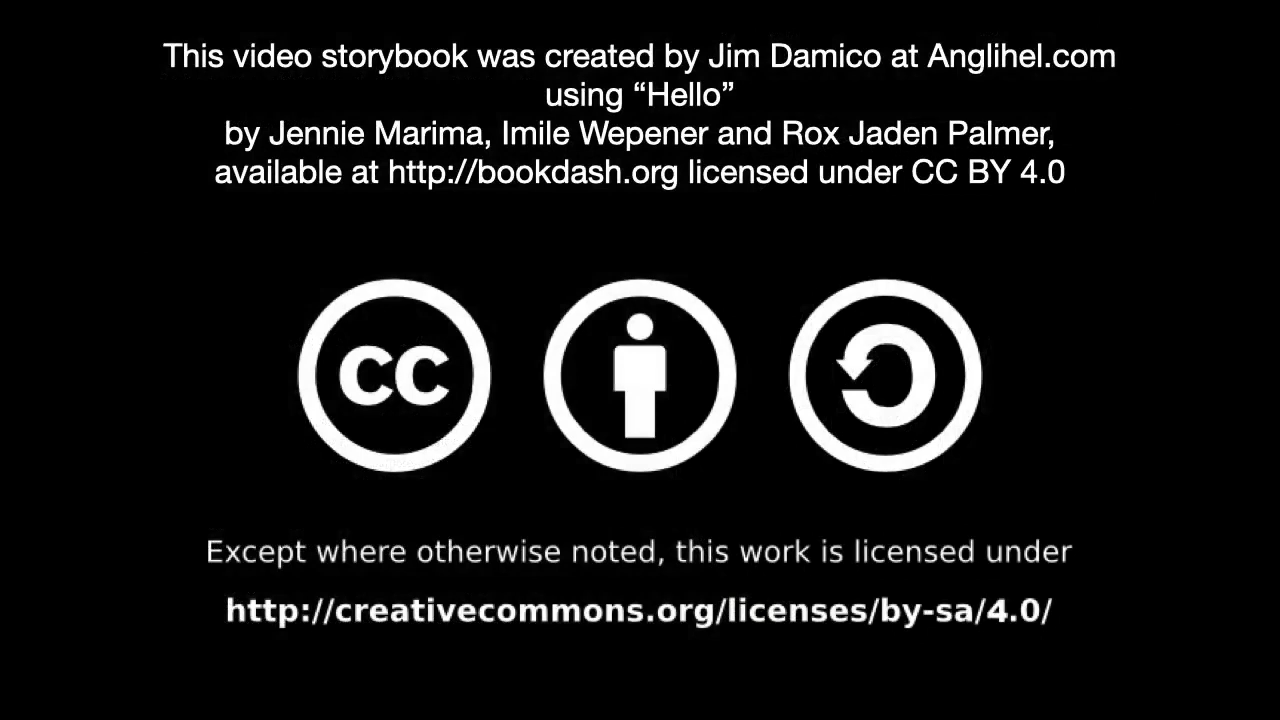 This video storybook was created by Jim Damico at Anglihel.com
using “Hello”
by Jennie Marima, Imile Wepener and Rox Jaden Palmer,
available at http://bookdash.org licensed under CC BY 4.0
cc
Except where otherwise noted, this work is licensed under
http://creativecommons.org/licenses/by-sa/4.0/